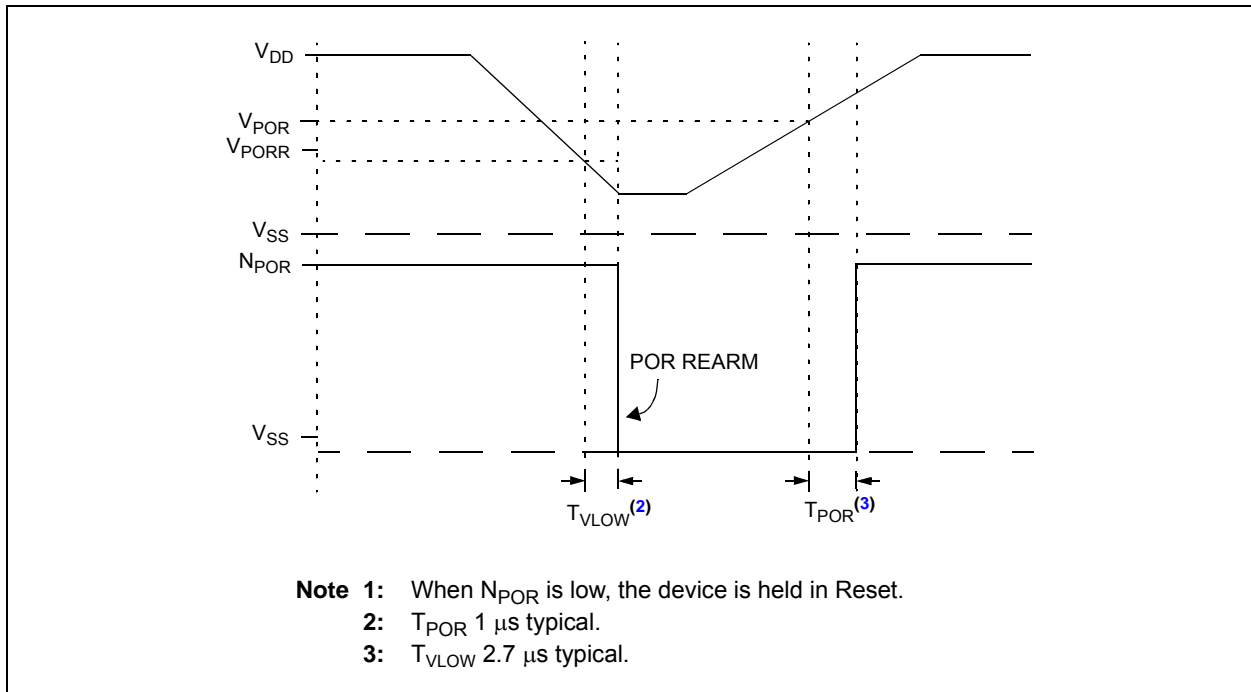 VDD
VPOR
VPORR
VSS
NPOR
POR REARM
VSS
TVLOW(2)
TPOR(3)
Note 1: When NPOR is low, the device is held in Reset.
2: TPOR 1 μs typical.
3: TVLOW 2.7 μs typical.